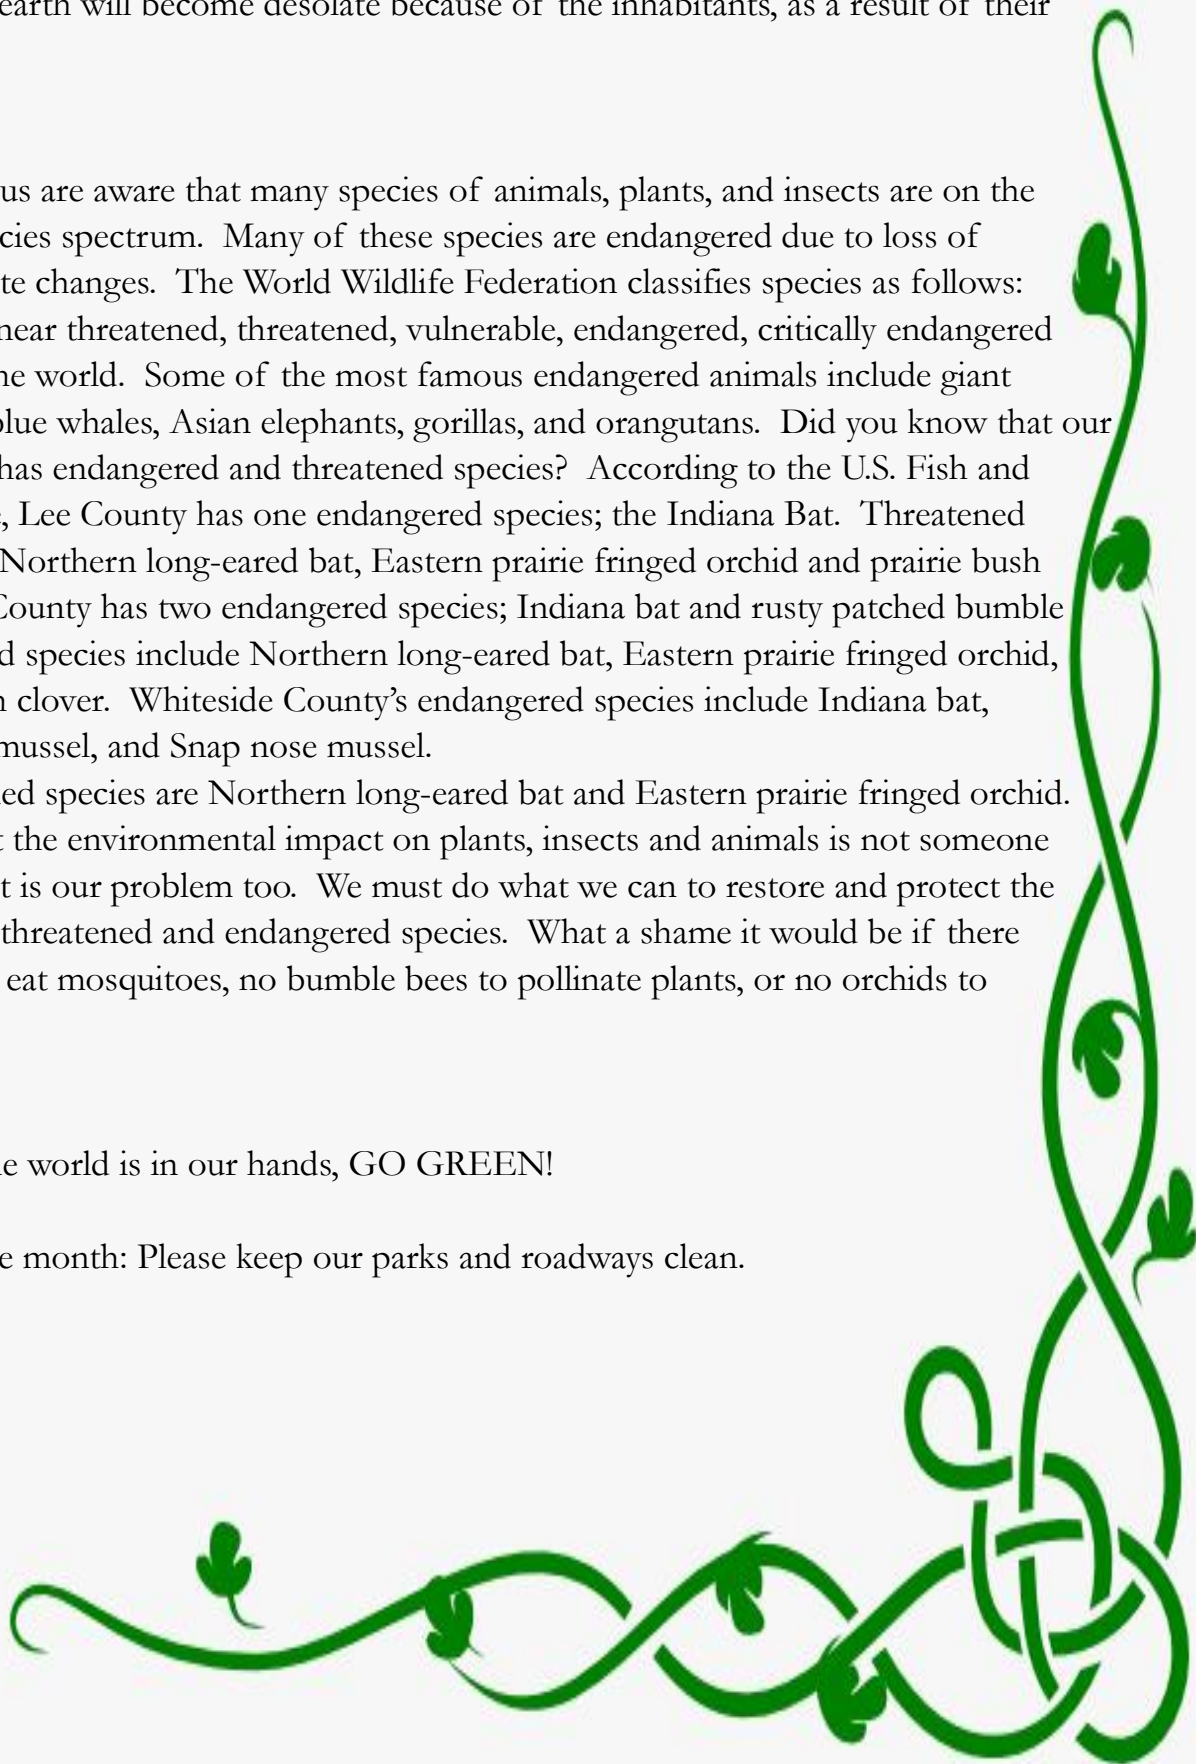 earth will become desolate because of the inhabitants, as a result of their
us are aware that many species of animals, plants, and insects are on the
cies spectrum. Many of these species are endangered due to loss of
te changes. The World Wildlife Federation classifies species as follows:
near threatened, threatened, vulnerable, endangered, critically endangered
he world. Some of the most famous endangered animals include giant
blue whales, Asian elephants, gorillas, and orangutans. Did you know that our
has endangered and threatened species? According to the U.S. Fish and
, Lee County has one endangered species; the Indiana Bat. Threatened
Northern long-eared bat, Eastern prairie fringed orchid and prairie bush
County has two endangered species; Indiana bat and rusty patched bumble
d species include Northern long-eared bat, Eastern prairie fringed orchid,
n clover. Whiteside County’s endangered species include Indiana bat,
mussel, and Snap nose mussel.
ed species are Northern long-eared bat and Eastern prairie fringed orchid.
t the environmental impact on plants, insects and animals is not someone
t is our problem too. We must do what we can to restore and protect the
threatened and endangered species. What a shame it would be if there
eat mosquitoes, no bumble bees to pollinate plants, or no orchids to
e world is in our hands, GO GREEN!
e month: Please keep our parks and roadways clean.